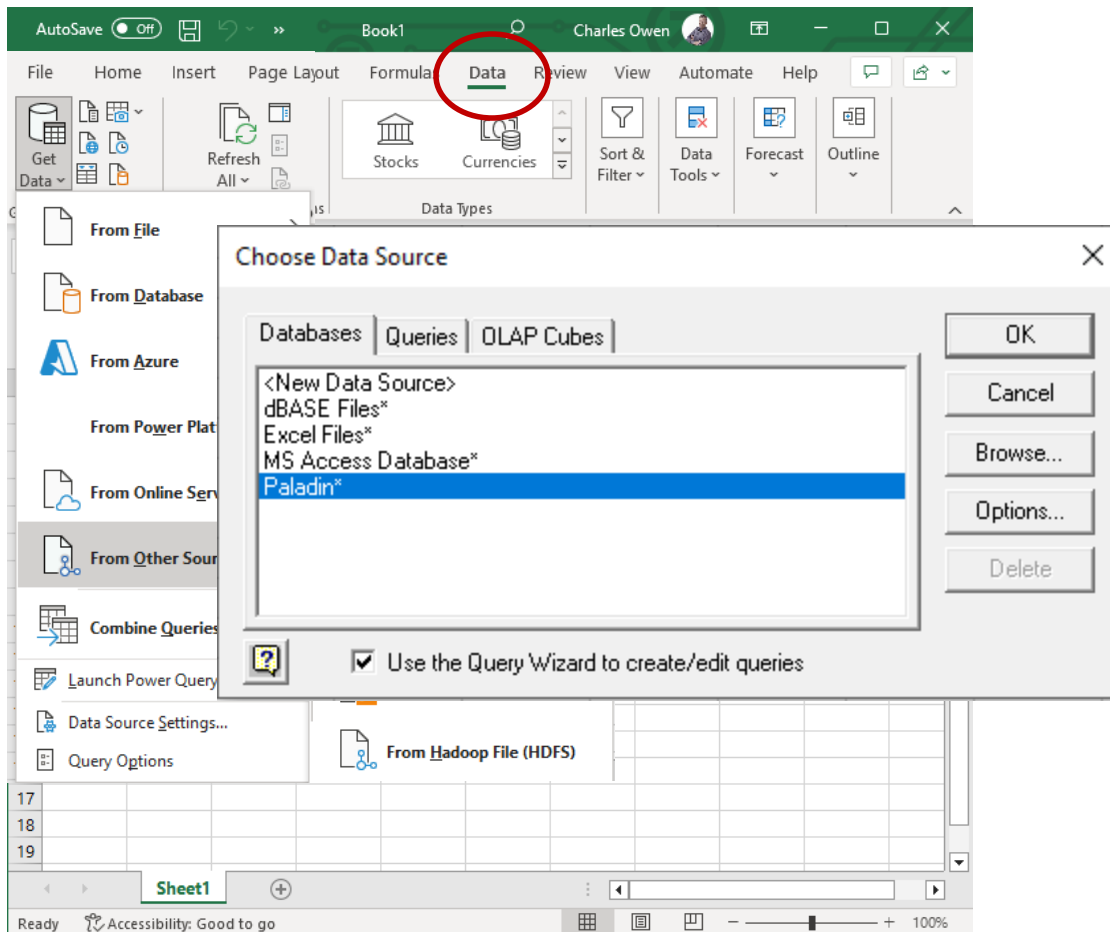 AutoSave Off » Book1 Charles Owen
File Home Insert Page Layout Formula Data Review View Automate Help
Get Data
Refresh All
Stocks
Currencies
Sort & Filter
Data Tools
Forecast
Outline
Data Types
From File
From Database
From Azure
From Power Plat
From Online Serv
From Other Sour
Combine Queries
Launch Power Query
Data Source Settings...
Query Options
Choose Data Source
Databases Queries OLAP Cubes
<New Data Source>
dBASE Files*
Excel Files*
MS Access Database*
Paladin*
OK
Cancel
Browse...
Options...
Delete
Use the Query Wizard to create/edit queries
From Hadoop File (HDFS)
17
18
19
Sheet1
Ready Accessibility: Good to go 100%